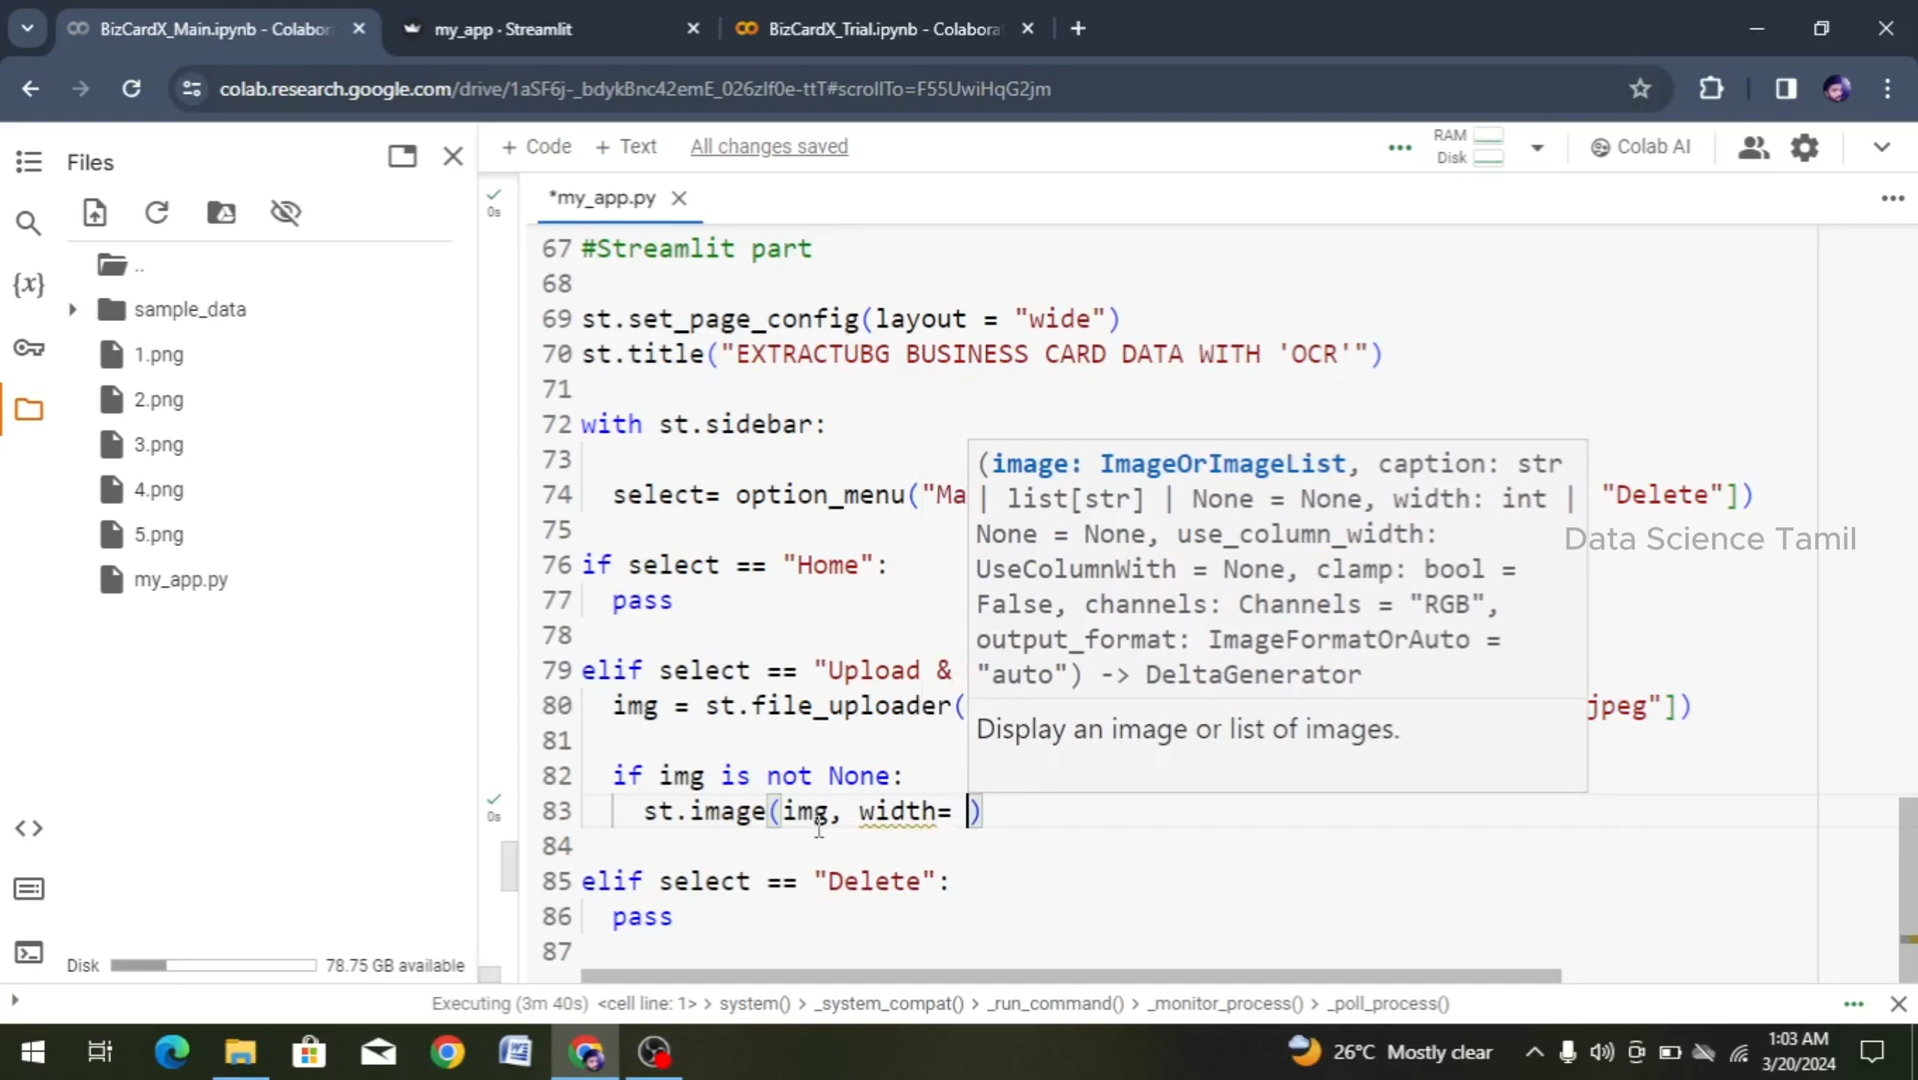 BizCardX_Main.ipynb - Colabor
my_app - Streamlit
BizCardX_Trial.ipynb - Colabora
colab.research.google.com/drive/1aSF6j-_bdykBnc42emE_026zIf0e-ttT#scrollTo=F55UwiHqG2jm
Files
+ Code + Text All changes saved
RAM
Disk
Colab AI
0s
*my_app.py
..
sample_data
1.png
2.png
3.png
4.png
5.png
my_app.py
{x}
67 #Streamlit part
68
69 st.set_page_config(layout = "wide")
70 st.title("EXTRACTUBG BUSINESS CARD DATA WITH 'OCR'")
71
72 with st.sidebar:
73
74 select= option_menu("Ma "Delete"])
75
76 if select == "Home":
77 pass
78
79 elif select == "Upload &
80 img = st.file_uploader( jpeg"])
81
82 if img is not None:
83 st.image(img, width= )
84
85 elif select == "Delete":
86 pass
87
(image: ImageOrImageList, caption: str
| list[str] | None = None, width: int |
None = None, use_column_width:
UseColumnWith = None, clamp: bool =
False, channels: Channels = "RGB",
output_format: ImageFormatOrAuto =
"auto") -> DeltaGenerator
Display an image or list of images.
Data Science Tamil
0s
Disk 78.75 GB available
Executing (3m 40s) <cell line: 1> > system() > _system_compat() > _run_command() > _monitor_process() > _poll_process()
26°C Mostly clear
1:03 AM
3/20/2024